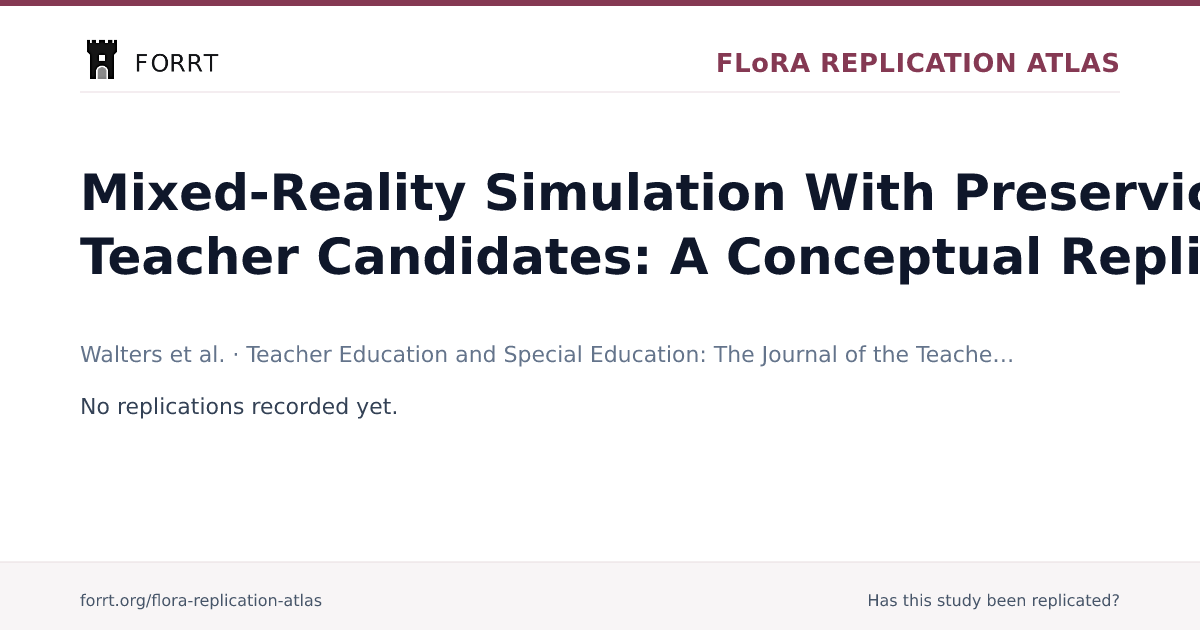 FORRT
FLoRA REPLICATION ATLAS
Mixed-Reality Simulation With
Teacher Candidates: A Conceptual
Walters et al. · Teacher Education and Special Education: The Journal of the Teache…
No replications recorded yet.
forrt.org/flora-replication-atlas
Has this study been replicated?